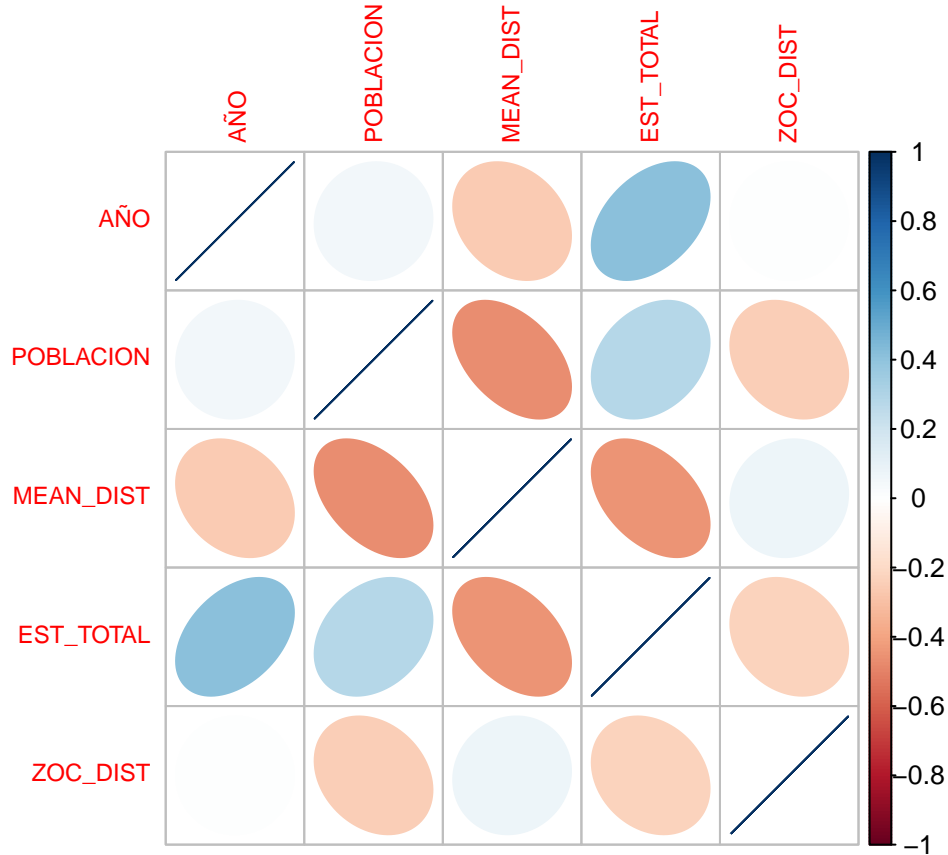 AÑO
POBLACION
MEAN_DIST
EST_TOTAL
ZOC_DIST
AÑO
POBLACION
MEAN_DIST
EST_TOTAL
ZOC_DIST
1
0.8
0.6
0.4
0.2
0
−0.2
−0.4
−0.6
−0.8
−1